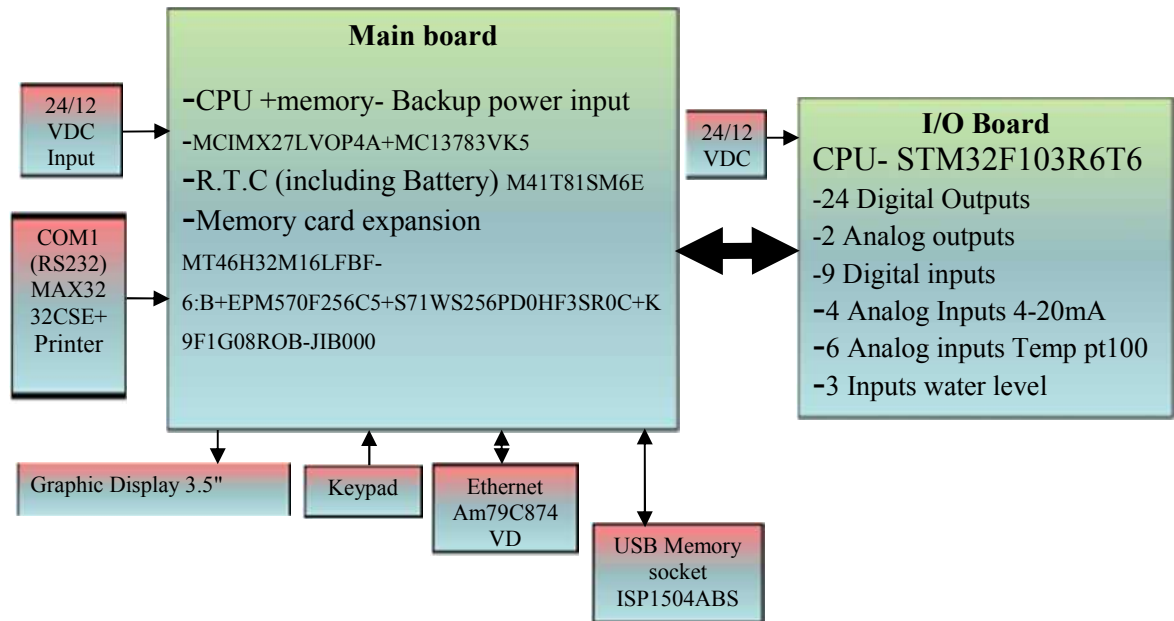 Main board
-CPU +memory- Backup power input
-MCIMX27LVOP4A+MC13783VK5
-R.T.C (including Battery) M41T81SM6E
-Memory card expansion
MT46H32M16LFBF-
6:B+EPM570F256C5+S71WS256PD0HF3SR0C+K
9F1G08ROB-JIB000
24/12
VDC
Input
COM1
(RS232)
MAX32
32CSE+
Printer
24/12
VDC
I/O Board
CPU- STM32F103R6T6
-24 Digital Outputs
-2 Analog outputs
-9 Digital inputs
-4 Analog Inputs 4-20mA
-6 Analog inputs Temp pt100
-3 Inputs water level
Graphic Display 3.5"
Keypad
Ethernet
Am79C874
VD
USB Memory
socket
ISP1504ABS